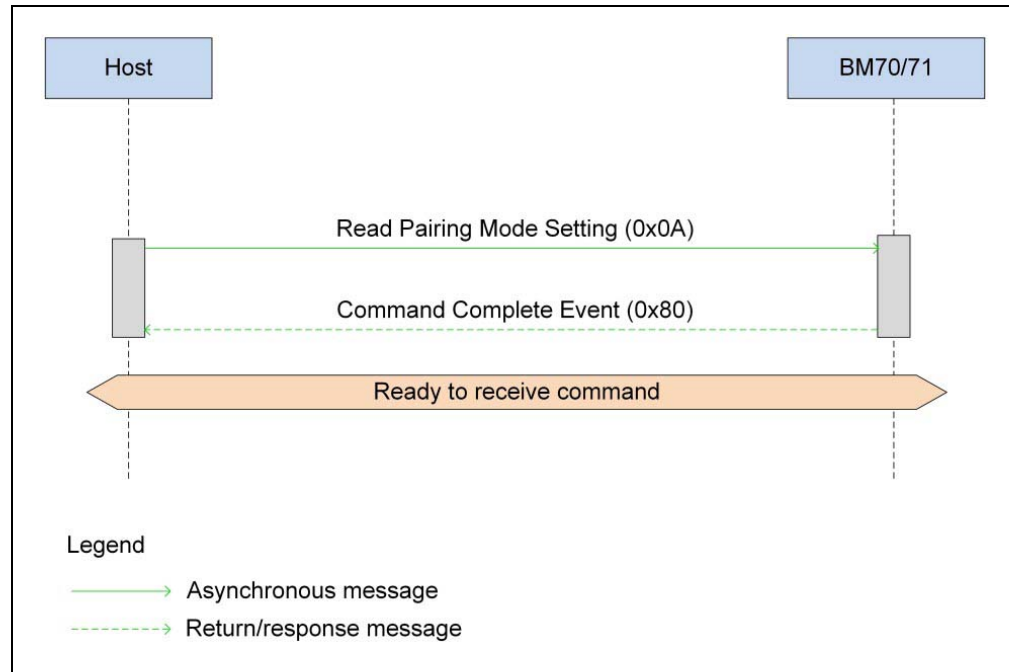 Host
BM70/71
Read Pairing Mode Setting (0x0A)
Command Complete Event (0x80)
Ready to receive command
Legend
Asynchronous message
Return/response message